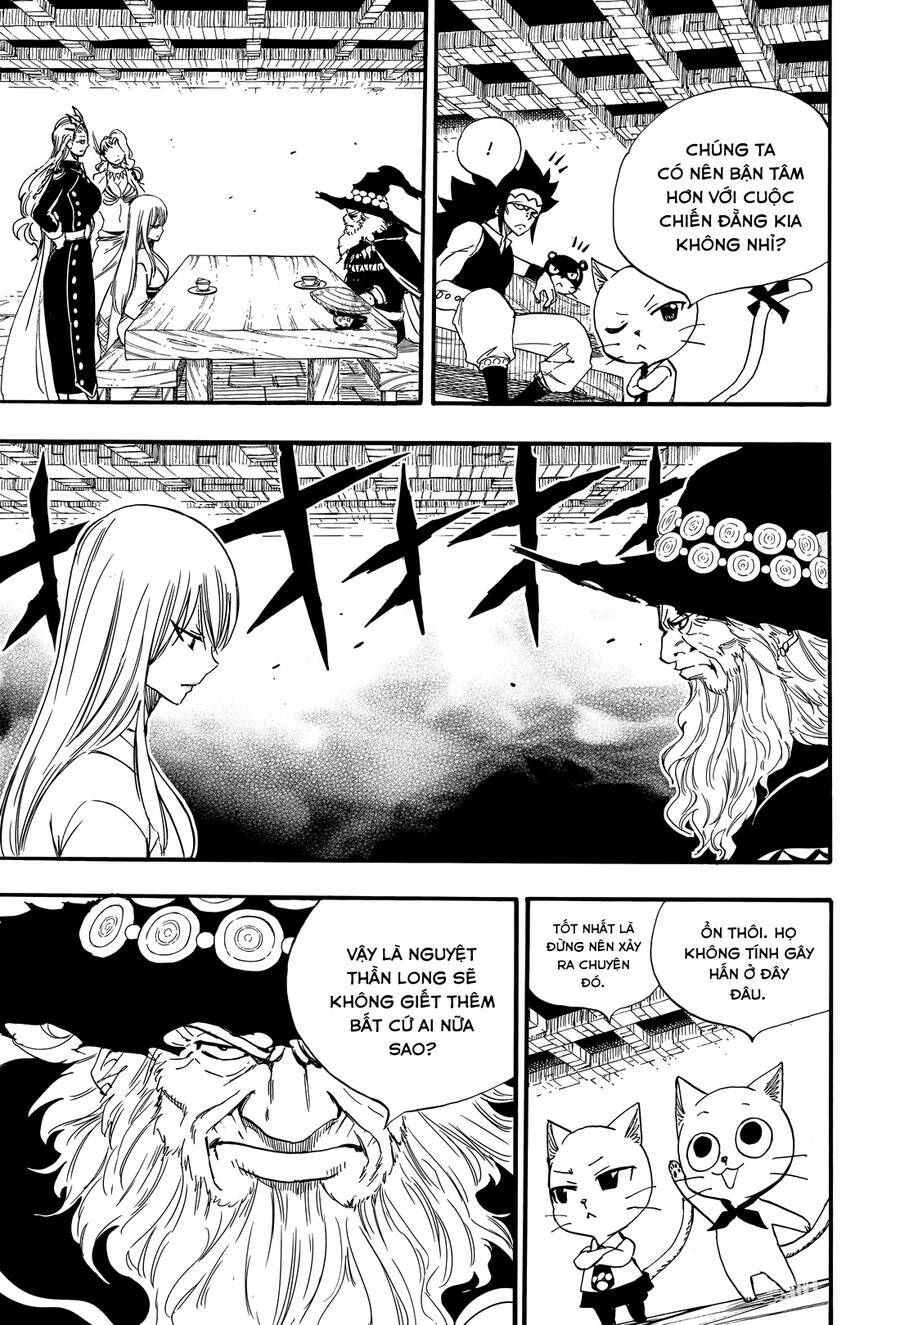 CHÚNG TA
CÓ NÊN BẬN TÂM
HƠN VỚI CUỘC
CHIẾN ĐẰNG KIA
KHÔNG NHỈ?
!
ỔN THÔI. HỌ
KHÔNG TÍNH GÂY
HẤN Ở ĐÂY
ĐÂU.
TỐT NHẤT LÀ
ĐỪNG NÊN XẢY
RA CHUYỆN
ĐÓ.
VẬY LÀ NGUYỆT
THẦN LONG SẼ
KHÔNG GIẾT THÊM
BẤT CỨ AI NỮA
SAO?